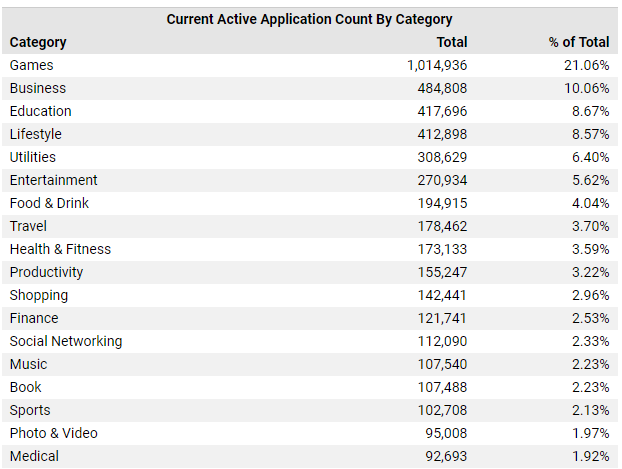 Current Active Application Count By Category
Category Total % of Total
Games 1,014,936 21.06%
Business 484,808 10.06%
Education 417,696 8.67%
Lifestyle 412,898 8.57%
Utilities 308,629 6.40%
Entertainment 270,934 5.62%
Food & Drink 194,915 4.04%
Travel 178,462 3.70%
Health & Fitness 173,133 3.59%
Productivity 155,247 3.22%
Shopping 142,441 2.96%
Finance 121,741 2.53%
Social Networking 112,090 2.33%
Music 107,540 2.23%
Book 107,488 2.23%
Sports 102,708 2.13%
Photo & Video 95,008 1.97%
Medical 92,693 1.92%